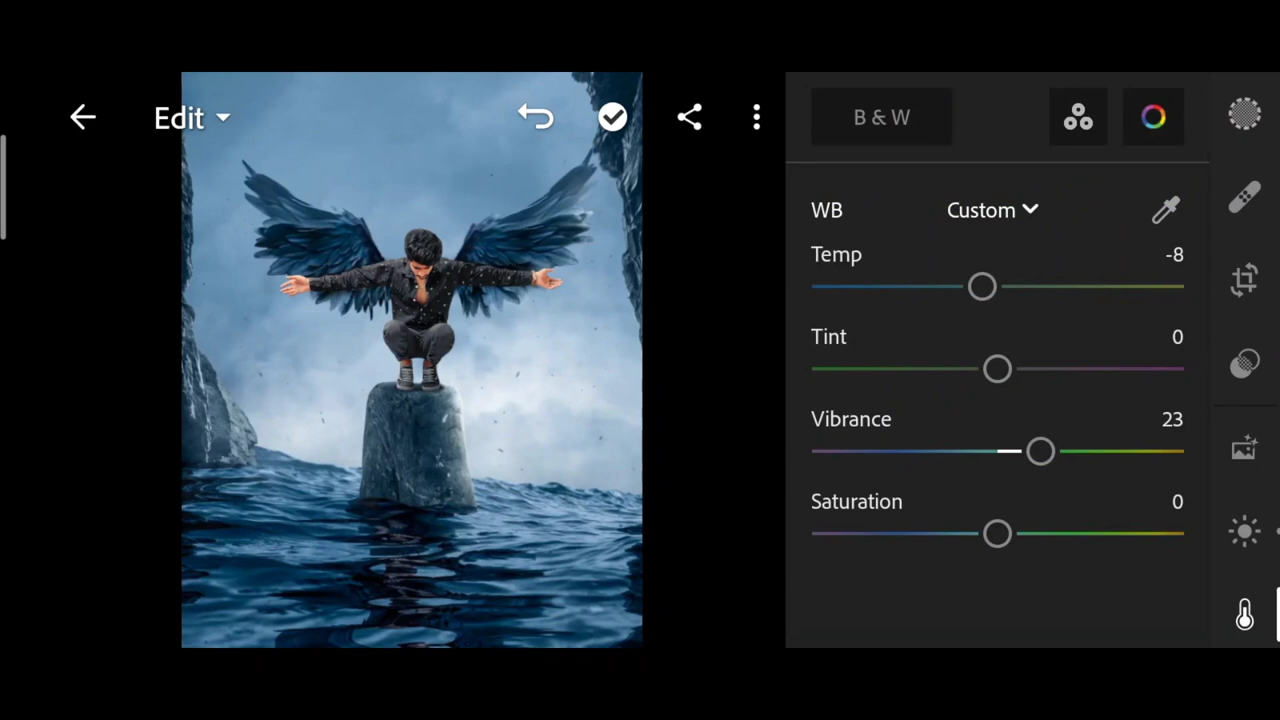 Edit
B & W
WB Custom
Temp -8
Tint 0
Vibrance 23
Saturation 0